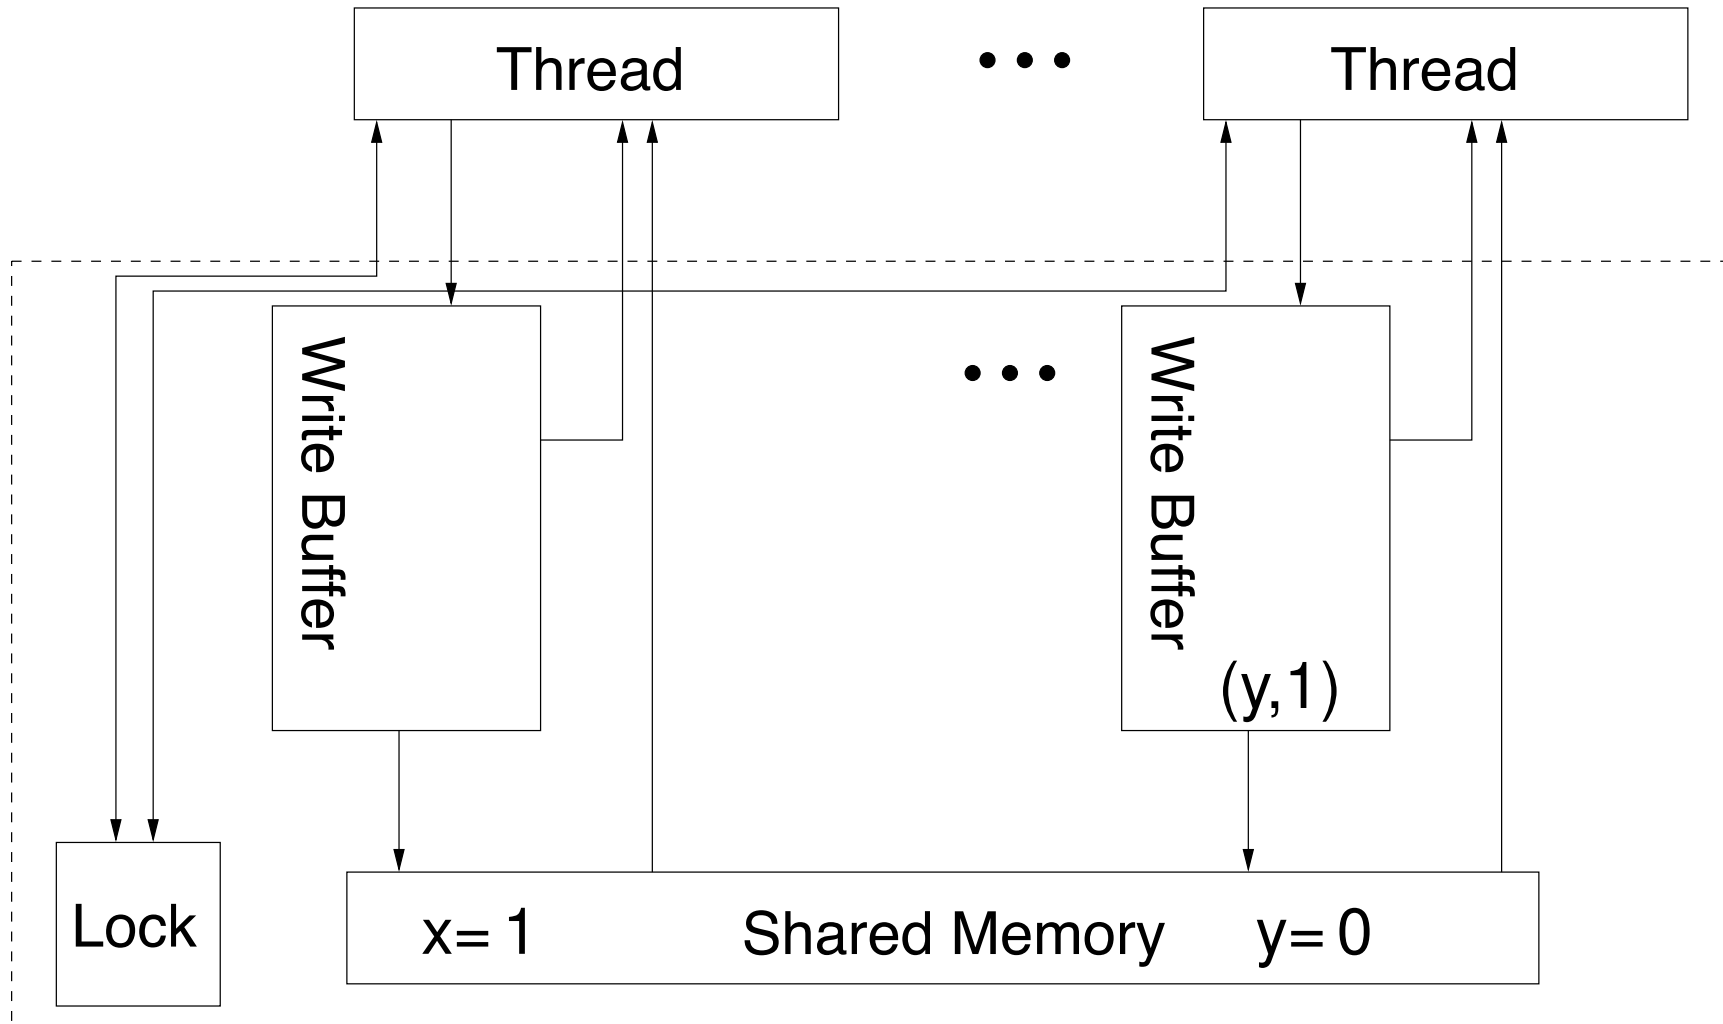 Thread
Thread
Write Buffer
Write Buffer
(y,1)
Lock
x= 1
Shared Memory
y= 0